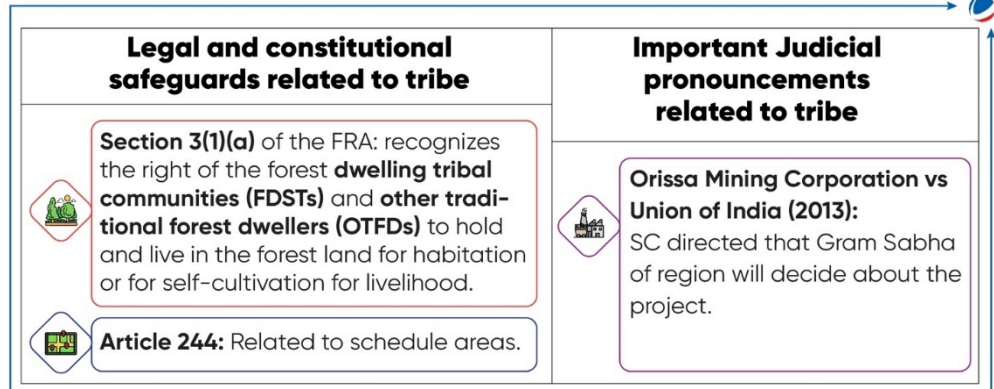 Legal and constitutional
safeguards related to tribe
Important Judicial
pronouncements
related to tribe
Section 3(1)(a) of the FRA: recognizes
the right of the forest dwelling tribal
communities (FDSTs) and other tradi-
tional forest dwellers (OTFDs) to hold
and live in the forest land for habitation
or for self-cultivation for livelihood.
Article 244: Related to schedule areas.
Orissa Mining Corporation vs
Union of India (2013):
SC directed that Gram Sabha
of region will decide about the
project.